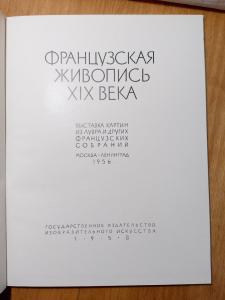 ФРАНЦУЗСКАЯ
ЖИВОПИСЬ
XIX ВЕКА
ВЫСТАВКА КАРТИН
ИЗ ЛУВРА И ДРУГИХ
ФРАНЦУЗСКИХ
СОБРАНИЙ
МОСКВА - ЛЕНИНГРАД
1956
ГОСУДАРСТВЕННОЕ ИЗДАТЕЛЬСТВО
ИЗОБРАЗИТЕЛЬНОГО ИСКУССТВА
1 · 9 · 5 · 8